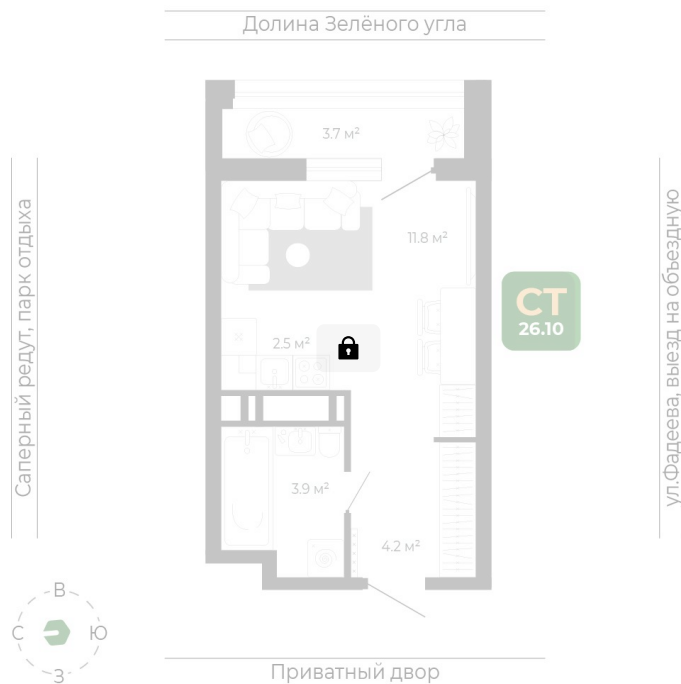 Долина Зелёного угла
3.7 м²
Саперный редут, парк отдыха
11.8 м²
ул.Фадеева, выезд на объездную
СТ
26.10
2.5 м²
3.9 м²
4.2 м²
В
С
Ю
З
Приватный двор